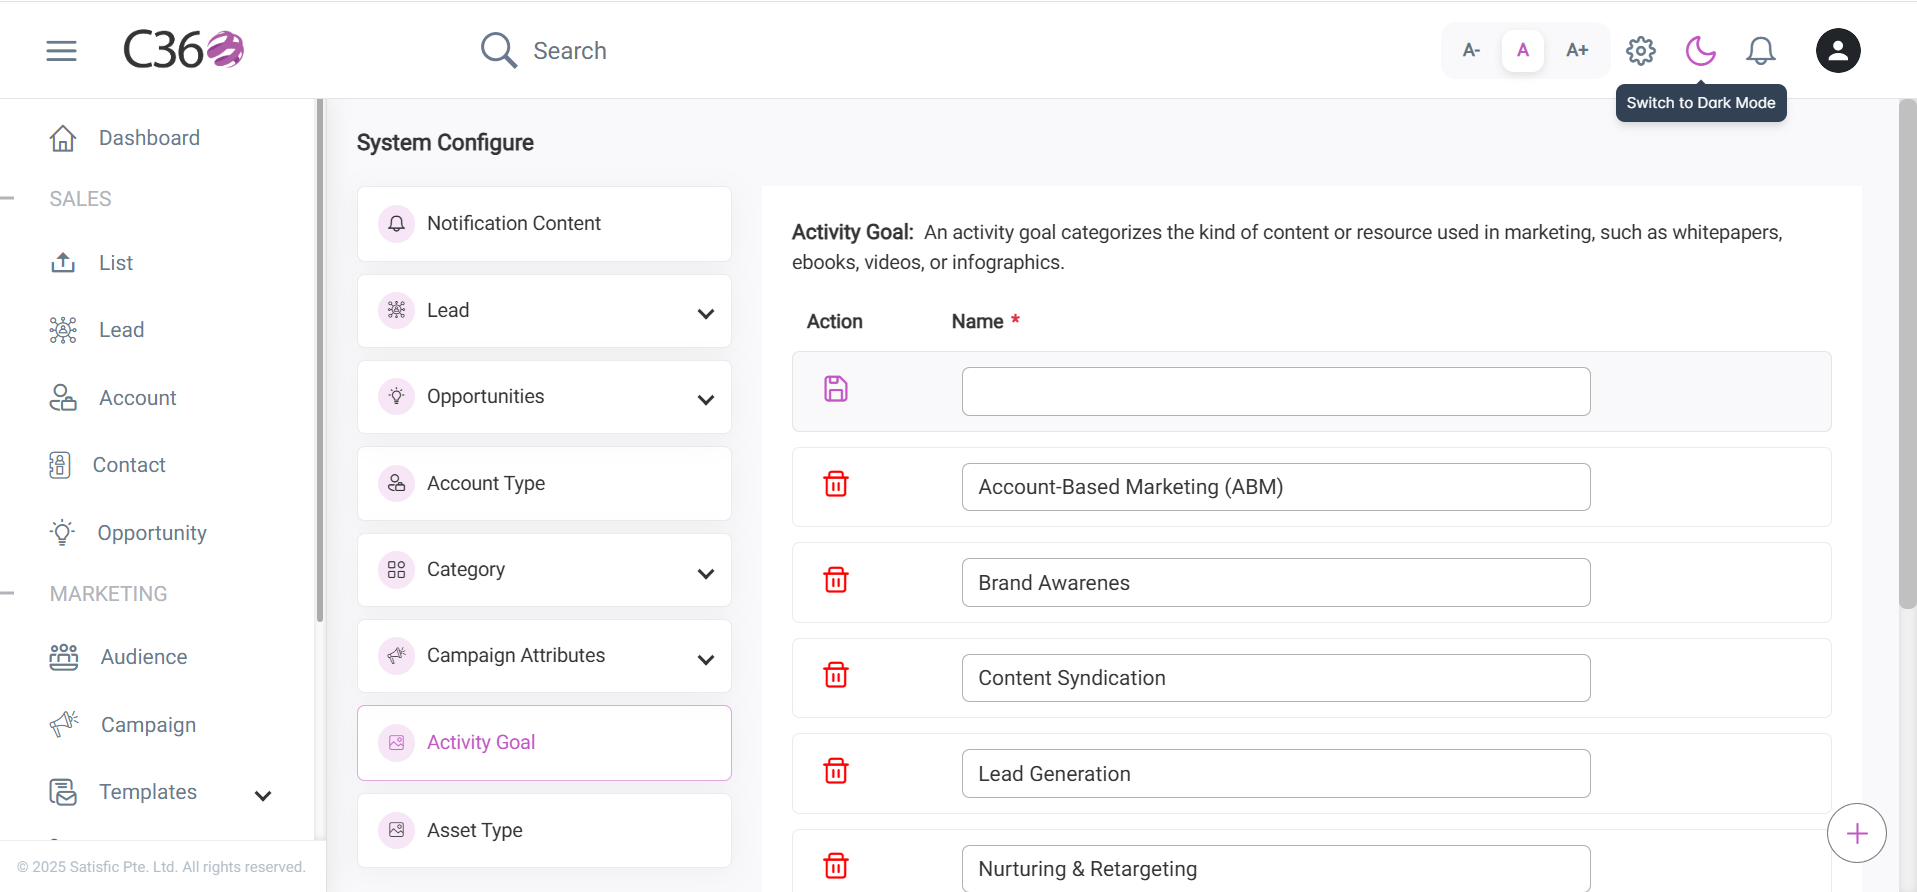 C360
Search
A-
A
A+
Switch to Dark Mode
Dashboard
SALES
List
Lead
Account
Contact
Opportunity
MARKETING
Audience
Campaign
Templates
© 2025 Satisfic Pte. Ltd. All rights reserved.
System Configure
Notification Content
Lead
Opportunities
Account Type
Category
Campaign Attributes
Activity Goal
Asset Type
Activity Goal: An activity goal categorizes the kind of content or resource used in marketing, such as whitepapers,
ebooks, videos, or infographics.
Action Name *
Account-Based Marketing (ABM)
Brand Awarenes
Content Syndication
Lead Generation
Nurturing & Retargeting